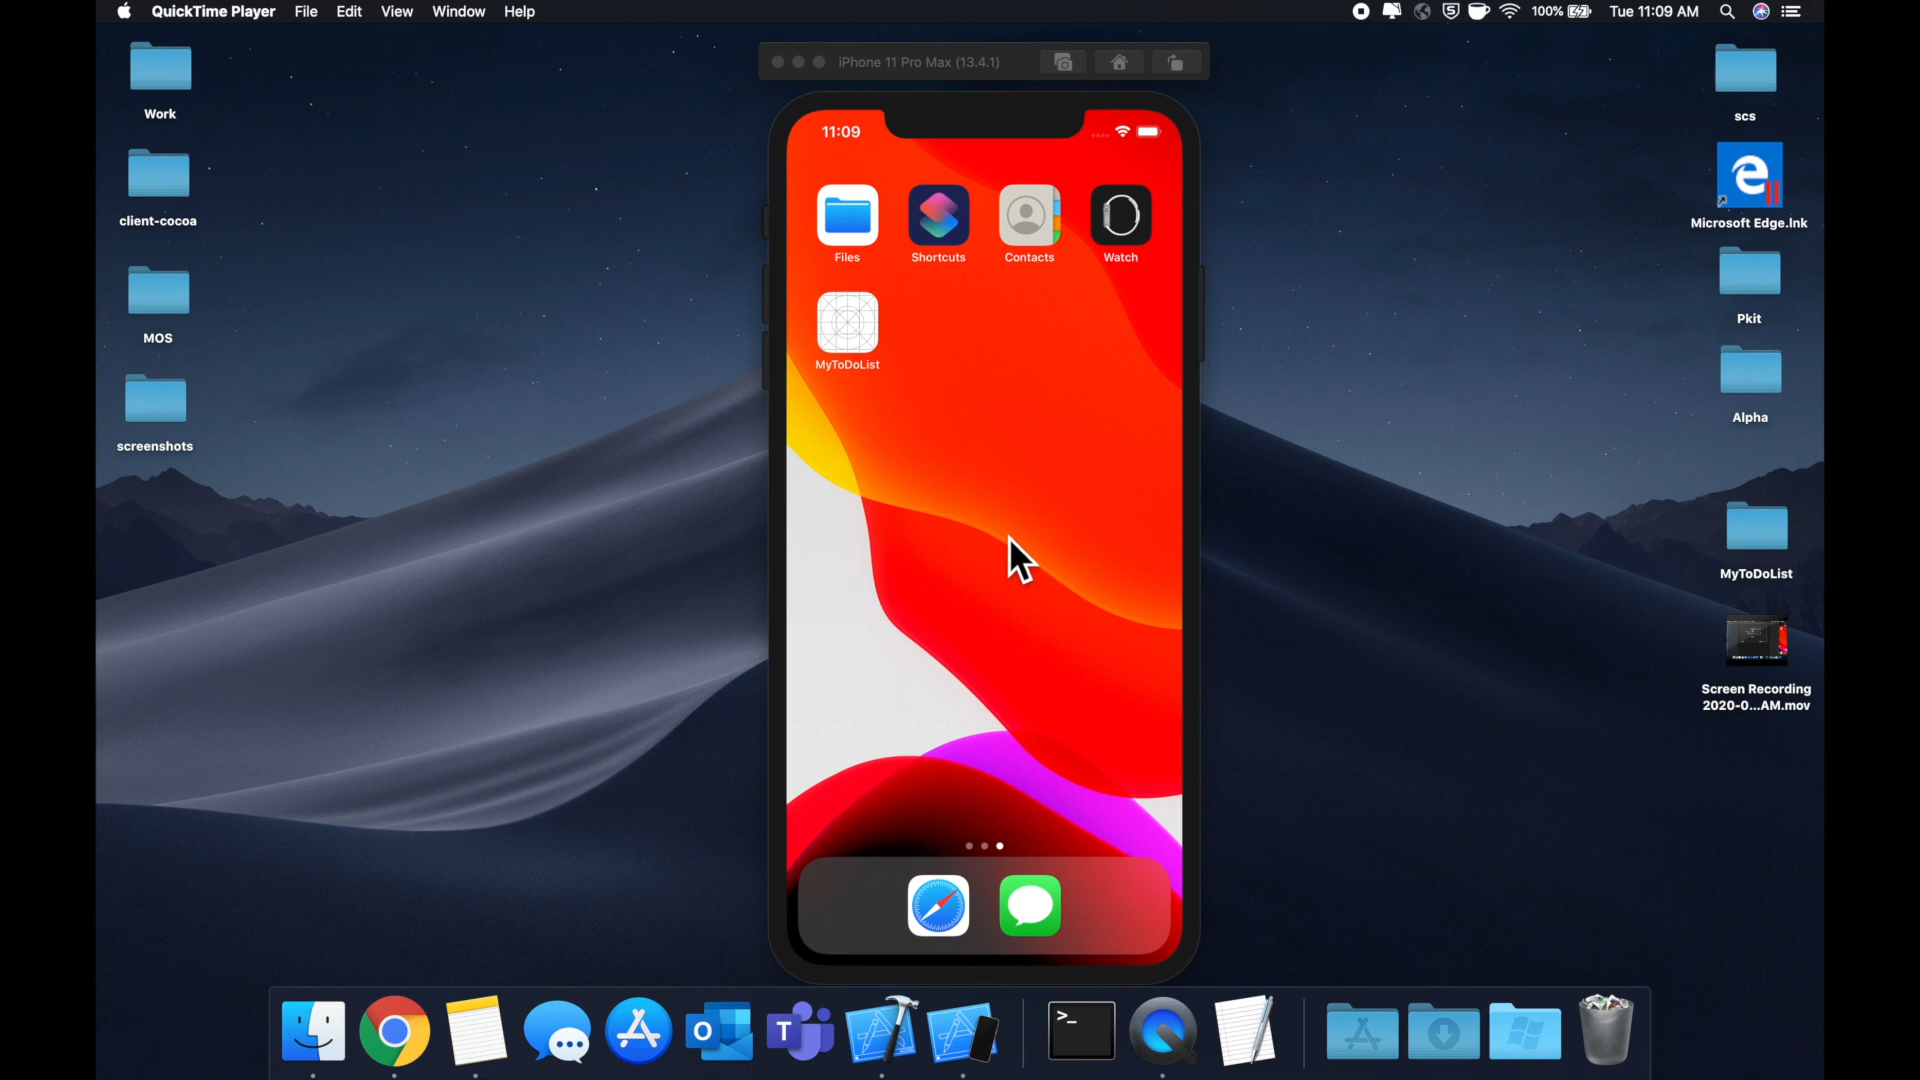 QuickTime Player File Edit View Window Help
100% Tue 11:09 AM
iPhone 11 Pro Max (13.4.1)
Work
client-cocoa
MOS
screenshots
11:09
Files Shortcuts Contacts Watch
MyToDoList
scs
Microsoft Edge.lnk
Pkit
Alpha
MyToDoList
Screen Recording
2020-0...AM.mov